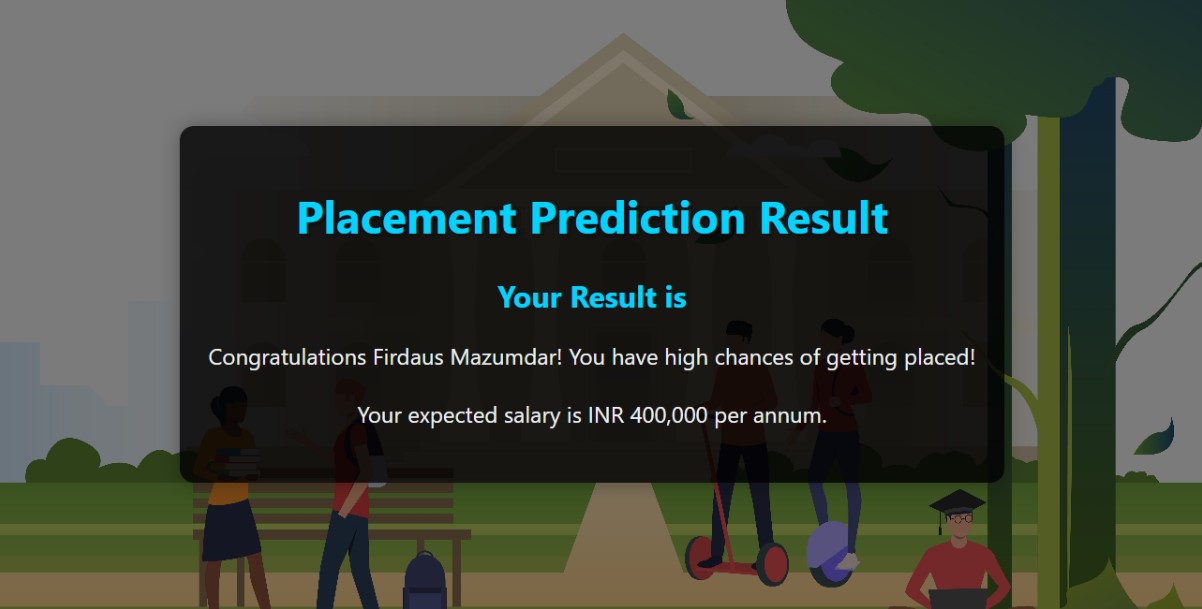 Placement Prediction Result
Your Result is
Congratulations Firdaus Mazumdar! You have high chances of getting placed!
Your expected salary is INR 400,000 per annum.